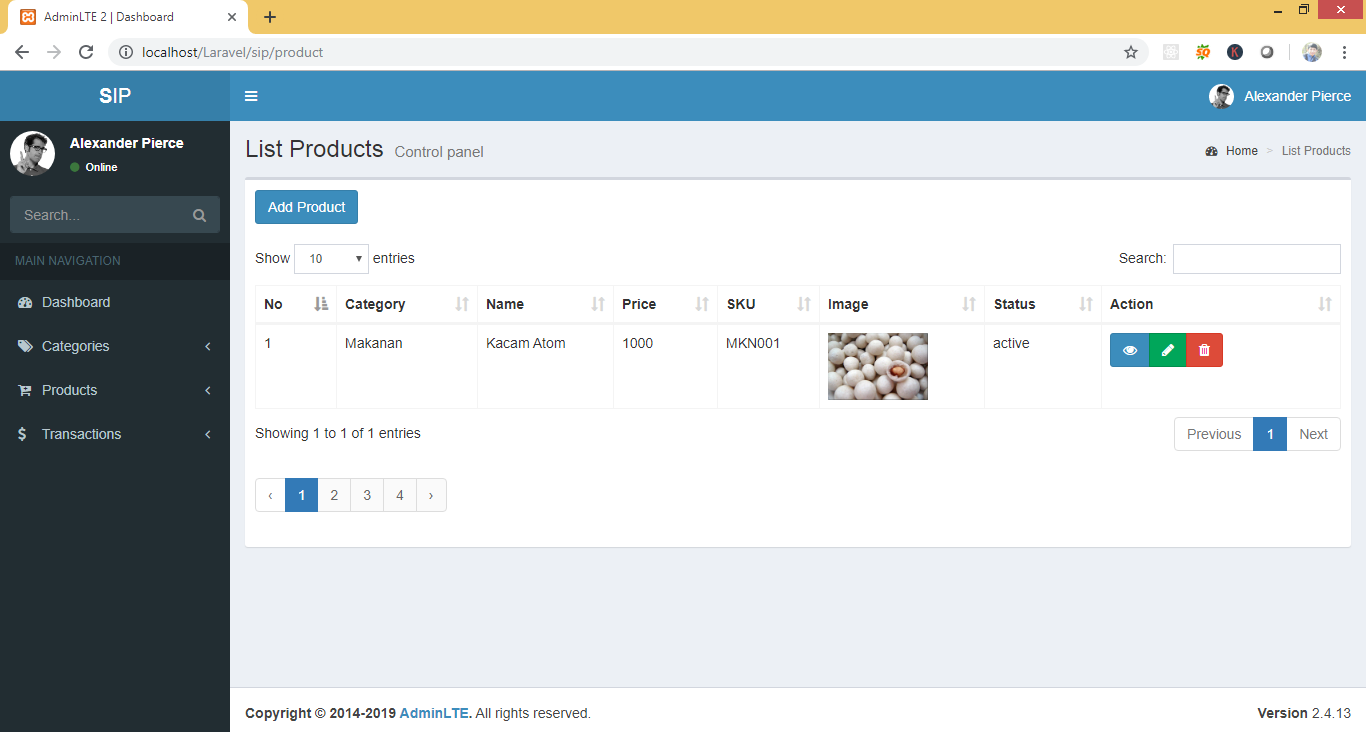 AdminLTE 2 | Dashboard
localhost/Laravel/sip/product
SIP
Alexander Pierce
Alexander Pierce
Online
Search...
MAIN NAVIGATION
Dashboard
Categories
Products
Transactions
List Products Control panel
Home > List Products
Add Product
Show 10 entries
Search:
No Category Name Price SKU Image Status Action
1 Makanan Kacam Atom 1000 MKN001 active
Showing 1 to 1 of 1 entries
Previous 1 Next
‹ 1 2 3 4 ›
Copyright © 2014-2019 AdminLTE. All rights reserved.
Version 2.4.13